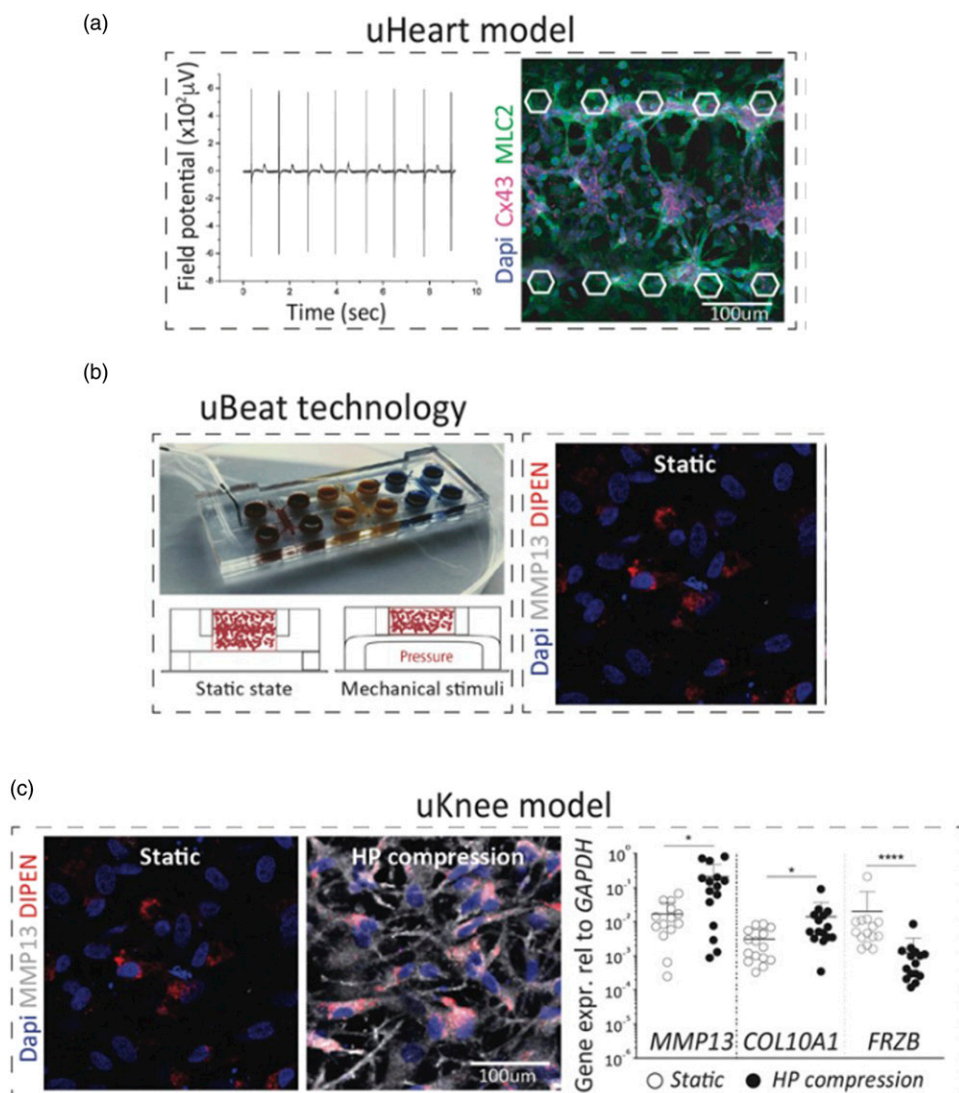 (a)
uHeart model
Field potential (x10²µV)
6
4
2
0
-2
-4
-6
-8
0
2
4
6
8
10
Time (sec)
Dapi Cx43 MLC2
100um
(b)
uBeat technology
Static state
Pressure
Mechanical stimuli
Dapi MMP13 DIPEN
Static
(c)
uKnee model
Dapi MMP13 DIPEN
Static
HP compression
100um
Gene expr. rel to GAPDH
10⁰
10⁻¹
10⁻²
10⁻³
10⁻⁴
10⁻⁵
10⁻⁶
*
*
****
MMP13
COL10A1
FRZB
Static
HP compression